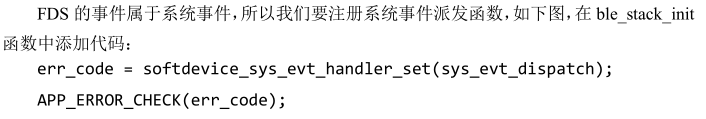 FDS 的事件属于系统事件，所以我们要注册系统事件派发函数，如下图，在 ble_stack_init
函数中添加代码：
err_code = softdevice_sys_evt_handler_set(sys_evt_dispatch);
APP_ERROR_CHECK(err_code);